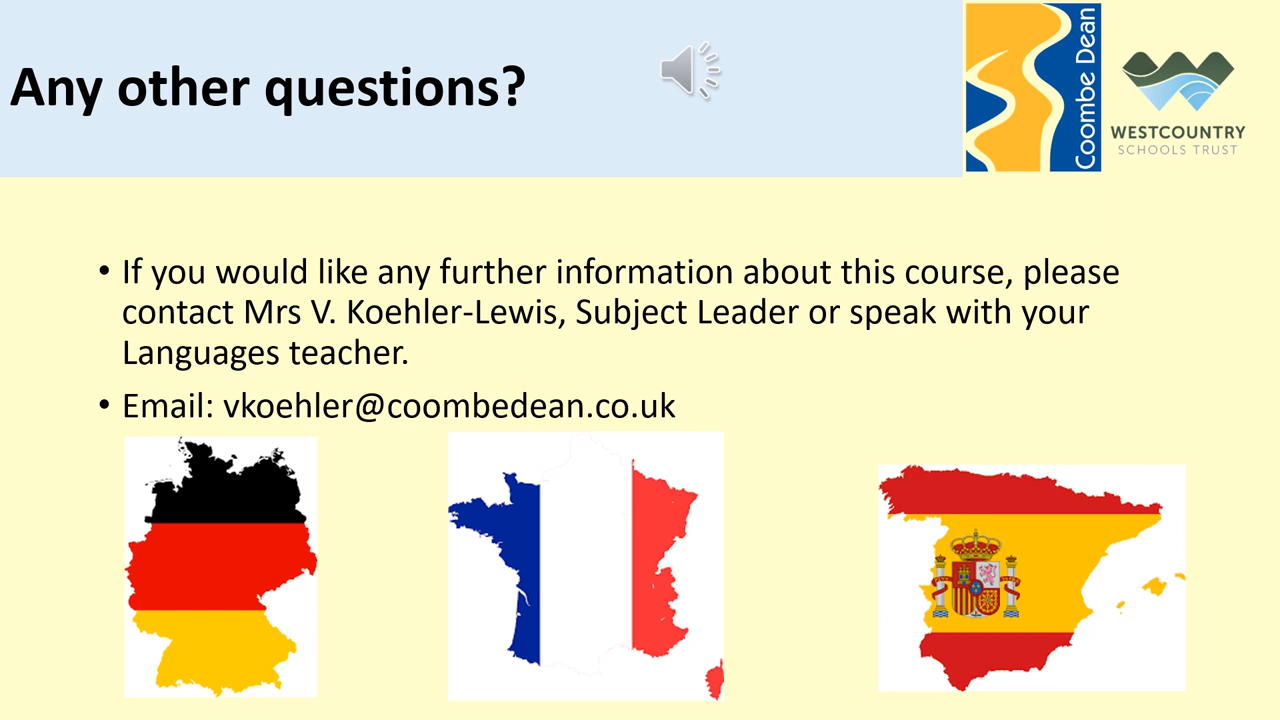 Any other questions?
Coombe Dean
WESTCOUNTRY
SCHOOLS TRUST
• If you would like any further information about this course, please
contact Mrs V. Koehler-Lewis, Subject Leader or speak with your
Languages teacher.
• Email: vkoehler@coombedean.co.uk